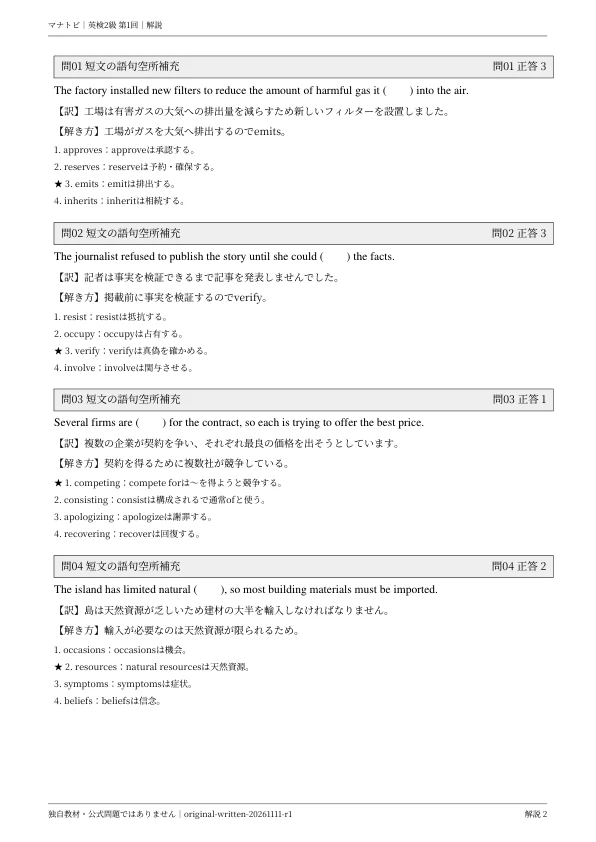 マナトビ｜英検2級 第1回｜解説
問01 短文の語句空所補充 問01 正答 3
The factory installed new filters to reduce the amount of harmful gas it ( ) into the air.
【訳】工場は有害ガスの大気への排出量を減らすため新しいフィルターを設置しました。
【解き方】工場がガスを大気へ排出するのでemits。
1. approves：approveは承認する。
2. reserves：reserveは予約・確保する。
★ 3. emits：emitは排出する。
4. inherits：inheritは相続する。
問02 短文の語句空所補充 問02 正答 3
The journalist refused to publish the story until she could ( ) the facts.
【訳】記者は事実を検証できるまで記事を発表しませんでした。
【解き方】掲載前に事実を検証するのでverify。
1. resist：resistは抵抗する。
2. occupy：occupyは占有する。
★ 3. verify：verifyは真偽を確かめる。
4. involve：involveは関与させる。
問03 短文の語句空所補充 問03 正答 1
Several firms are ( ) for the contract, so each is trying to offer the best price.
【訳】複数の企業が契約を争い、それぞれ最良の価格を出そうとしています。
【解き方】契約を得るために複数社が競争している。
★ 1. competing：compete forは〜を得ようと競争する。
2. consisting：consistは構成されるで通常ofと使う。
3. apologizing：apologizeは謝罪する。
4. recovering：recoverは回復する。
問04 短文の語句空所補充 問04 正答 2
The island has limited natural ( ), so most building materials must be imported.
【訳】島は天然資源が乏しいため建材の大半を輸入しなければなりません。
【解き方】輸入が必要なのは天然資源が限られるため。
1. occasions：occasionsは機会。
★ 2. resources：natural resourcesは天然資源。
3. symptoms：symptomsは症状。
4. beliefs：beliefsは信念。
独自教材・公式問題ではありません｜original-written-20261111-r1 解説 2